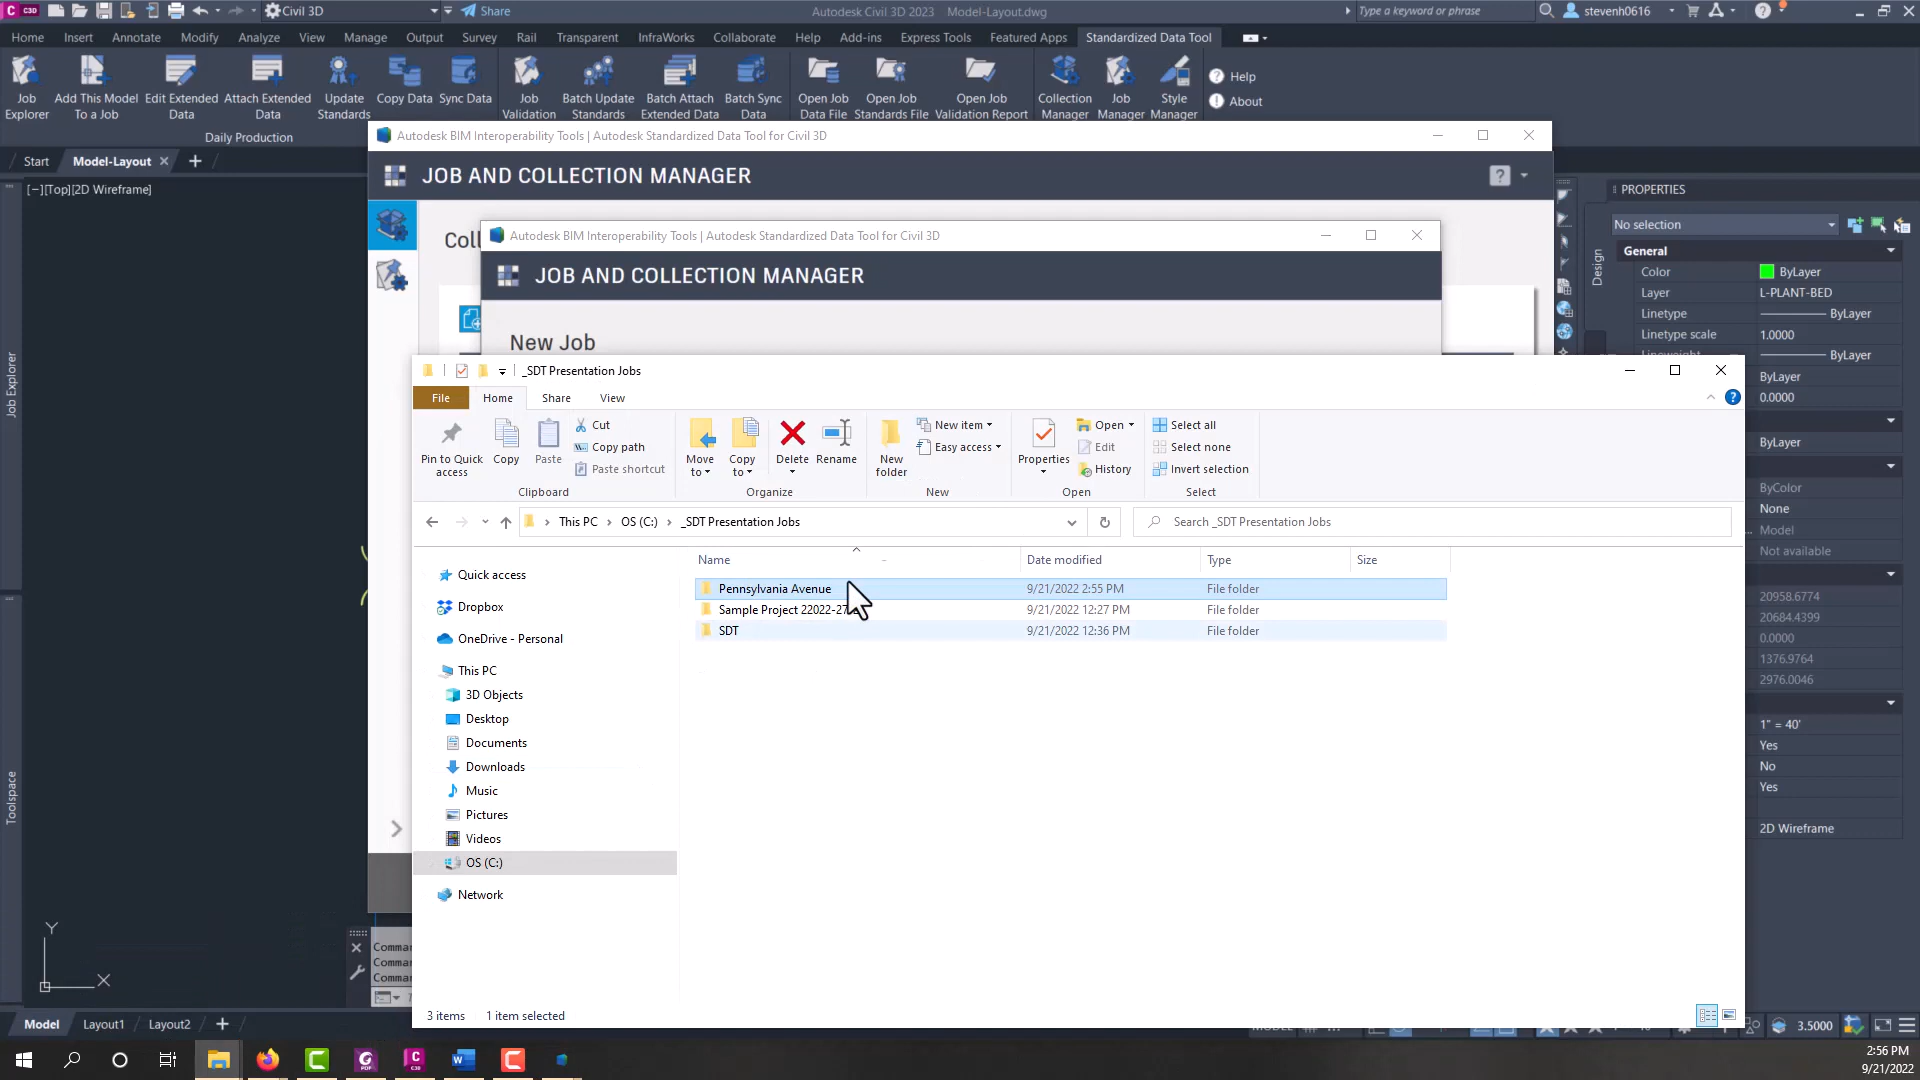 C3D
Civil 3D
Share
Autodesk Civil 3D 2023 Model-Layout.dwg
Type a keyword or phrase
stevenh0616
Home Insert Annotate Modify Analyze View Manage Output Survey Rail Transparent InfraWorks Collaborate Help Add-ins Express Tools Featured Apps Standardized Data Tool
Job Explorer
Add This Model To a Job
Edit Extended Data
Attach Extended Data
Update Standards
Copy Data
Sync Data
Job Validation
Batch Update Standards
Batch Attach Extended Data
Batch Sync Data
Open Job Data File
Open Job Standards File
Open Job Validation Report
Collection Manager
Job Manager
Style Manager
Help
About
Daily Production
Start
Model-Layout
[−][Top][2D Wireframe]
Autodesk BIM Interoperability Tools | Autodesk Standardized Data Tool for Civil 3D
JOB AND COLLECTION MANAGER
Coll
Autodesk BIM Interoperability Tools | Autodesk Standardized Data Tool for Civil 3D
JOB AND COLLECTION MANAGER
New Job
PROPERTIES
No selection
Design
General
Color ByLayer
Layer L-PLANT-BED
Linetype ByLayer
Linetype scale 1.0000
Lineweight ByLayer
ByLayer
0.0000
ByLayer
ByColor
None
Model
Not available
20958.6774
20684.4399
0.0000
1376.9764
2976.0046
1" = 40'
Yes
No
Yes
2D Wireframe
Job Explorer
Toolspace
_SDT Presentation Jobs
File Home Share View
Pin to Quick access
Copy
Paste
Cut
Copy path
Paste shortcut
Clipboard
Move to
Copy to
Delete
Rename
Organize
New folder
New item
Easy access
New
Properties
Open
Edit
History
Open
Select all
Select none
Invert selection
Select
This PC › OS (C:) › _SDT Presentation Jobs
Search _SDT Presentation Jobs
Name Date modified Type Size
Pennsylvania Avenue 9/21/2022 2:55 PM File folder
Sample Project 22022-27 9/21/2022 12:27 PM File folder
SDT 9/21/2022 12:36 PM File folder
Quick access
Dropbox
OneDrive - Personal
This PC
3D Objects
Desktop
Documents
Downloads
Music
Pictures
Videos
OS (C:)
Network
3 items 1 item selected
Y
X
Comma
Comma
Comma
Model Layout1 Layout2
MODEL
3.5000
2:56 PM
9/21/2022